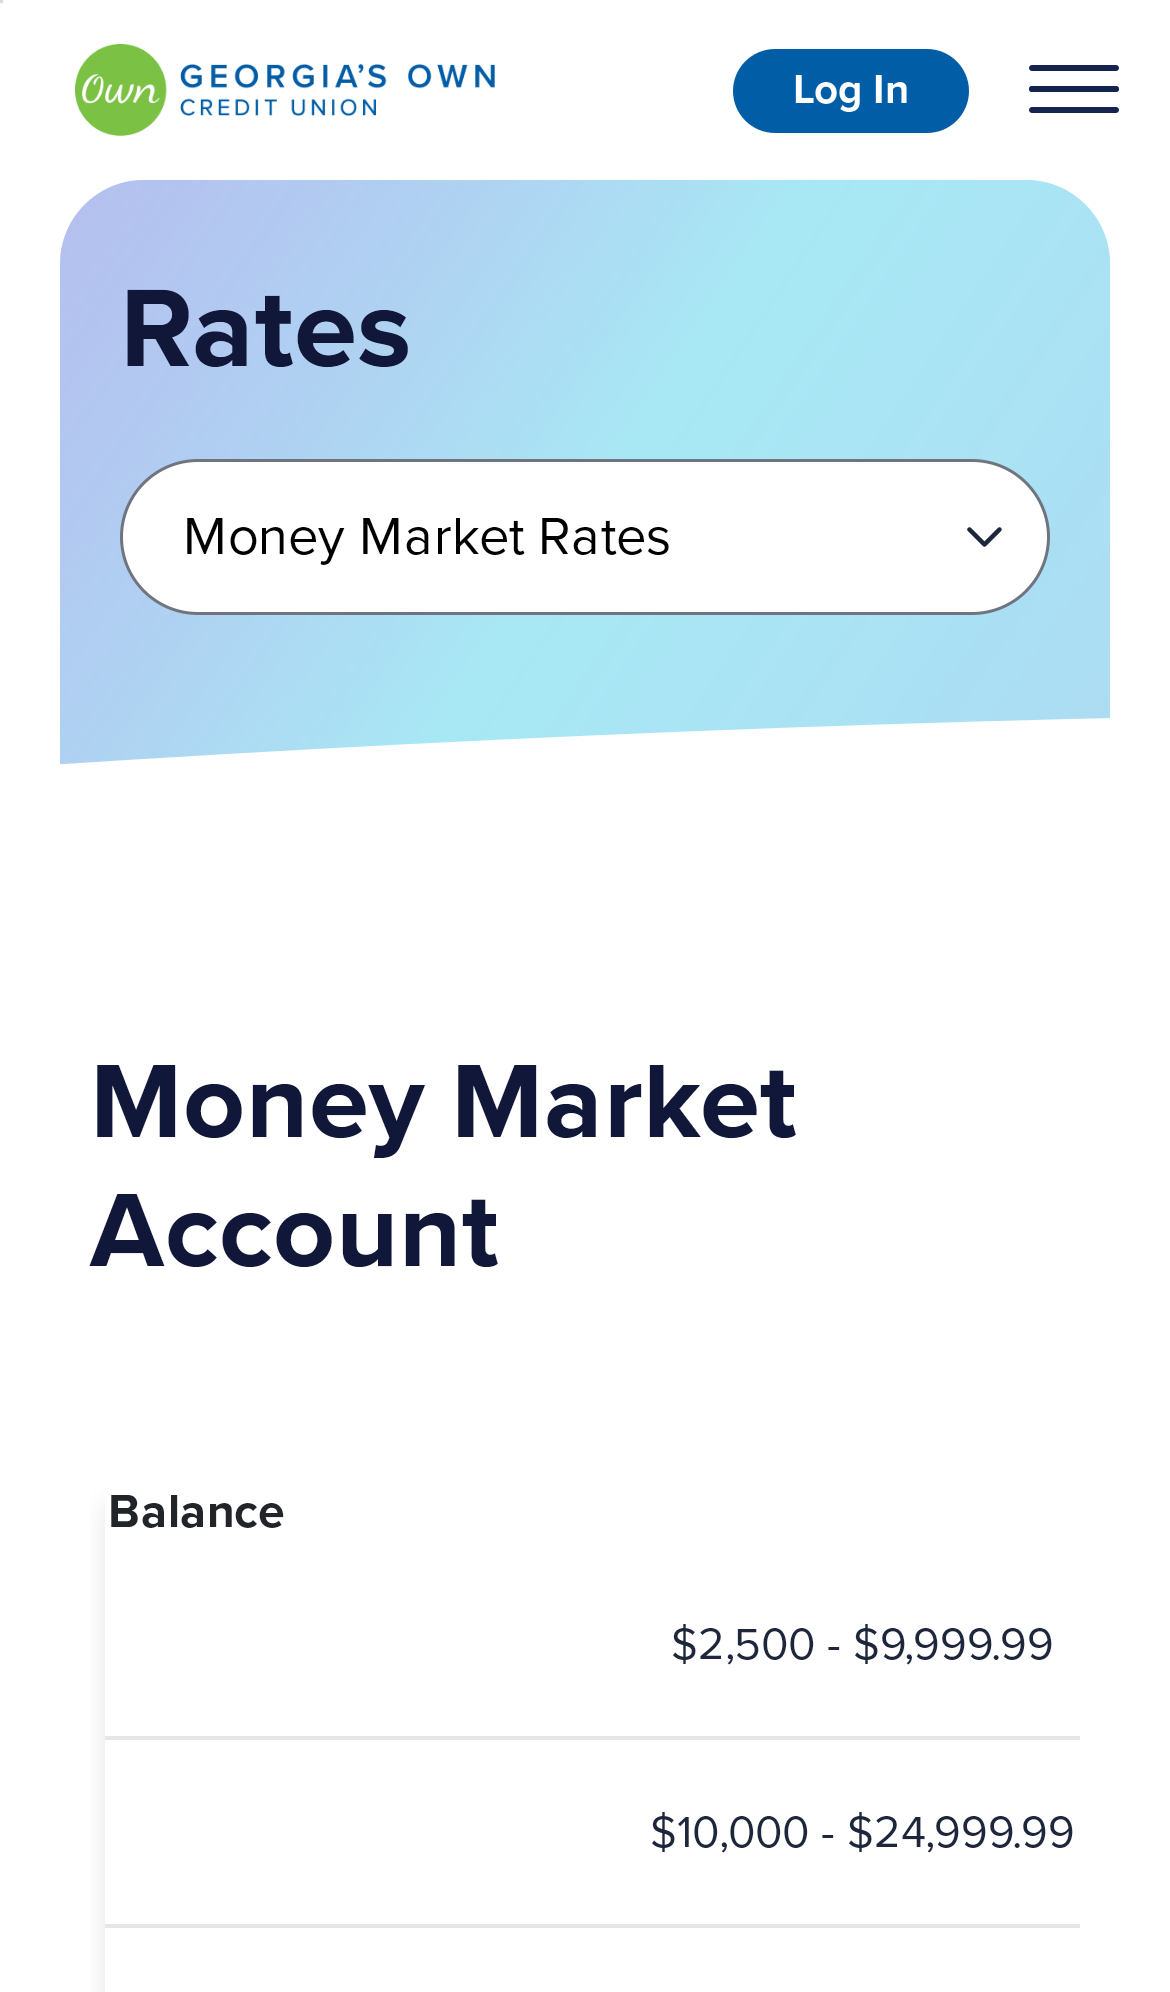 Own
GEORGIA'S OWN
CREDIT UNION
Log In
Rates
Money Market Rates
Money Market
Account
Balance
$2,500 - $9,999.99
$10,000 - $24,999.99